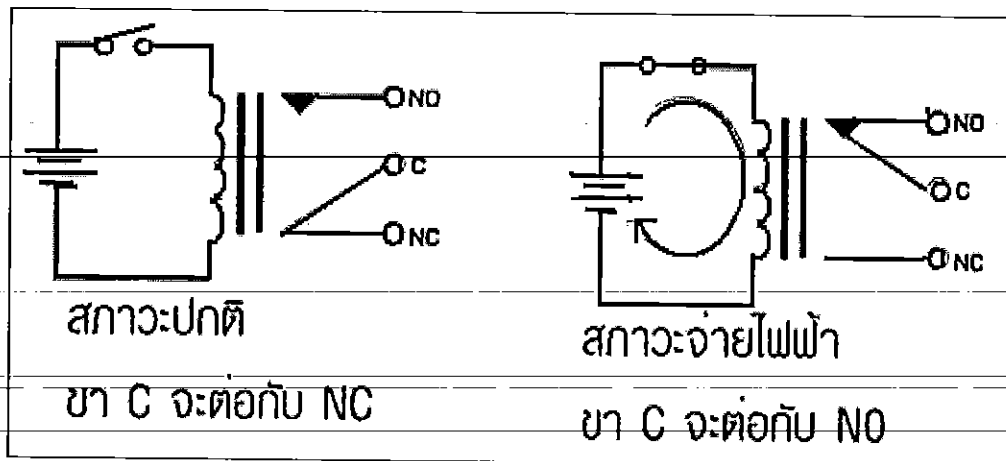 NO
C
NC
สภาวะปกติ
ขา C จะต่อกับ NC
NO
C
NC
สภาวะจ่ายไฟฟ้า
ขา C จะต่อกับ NO